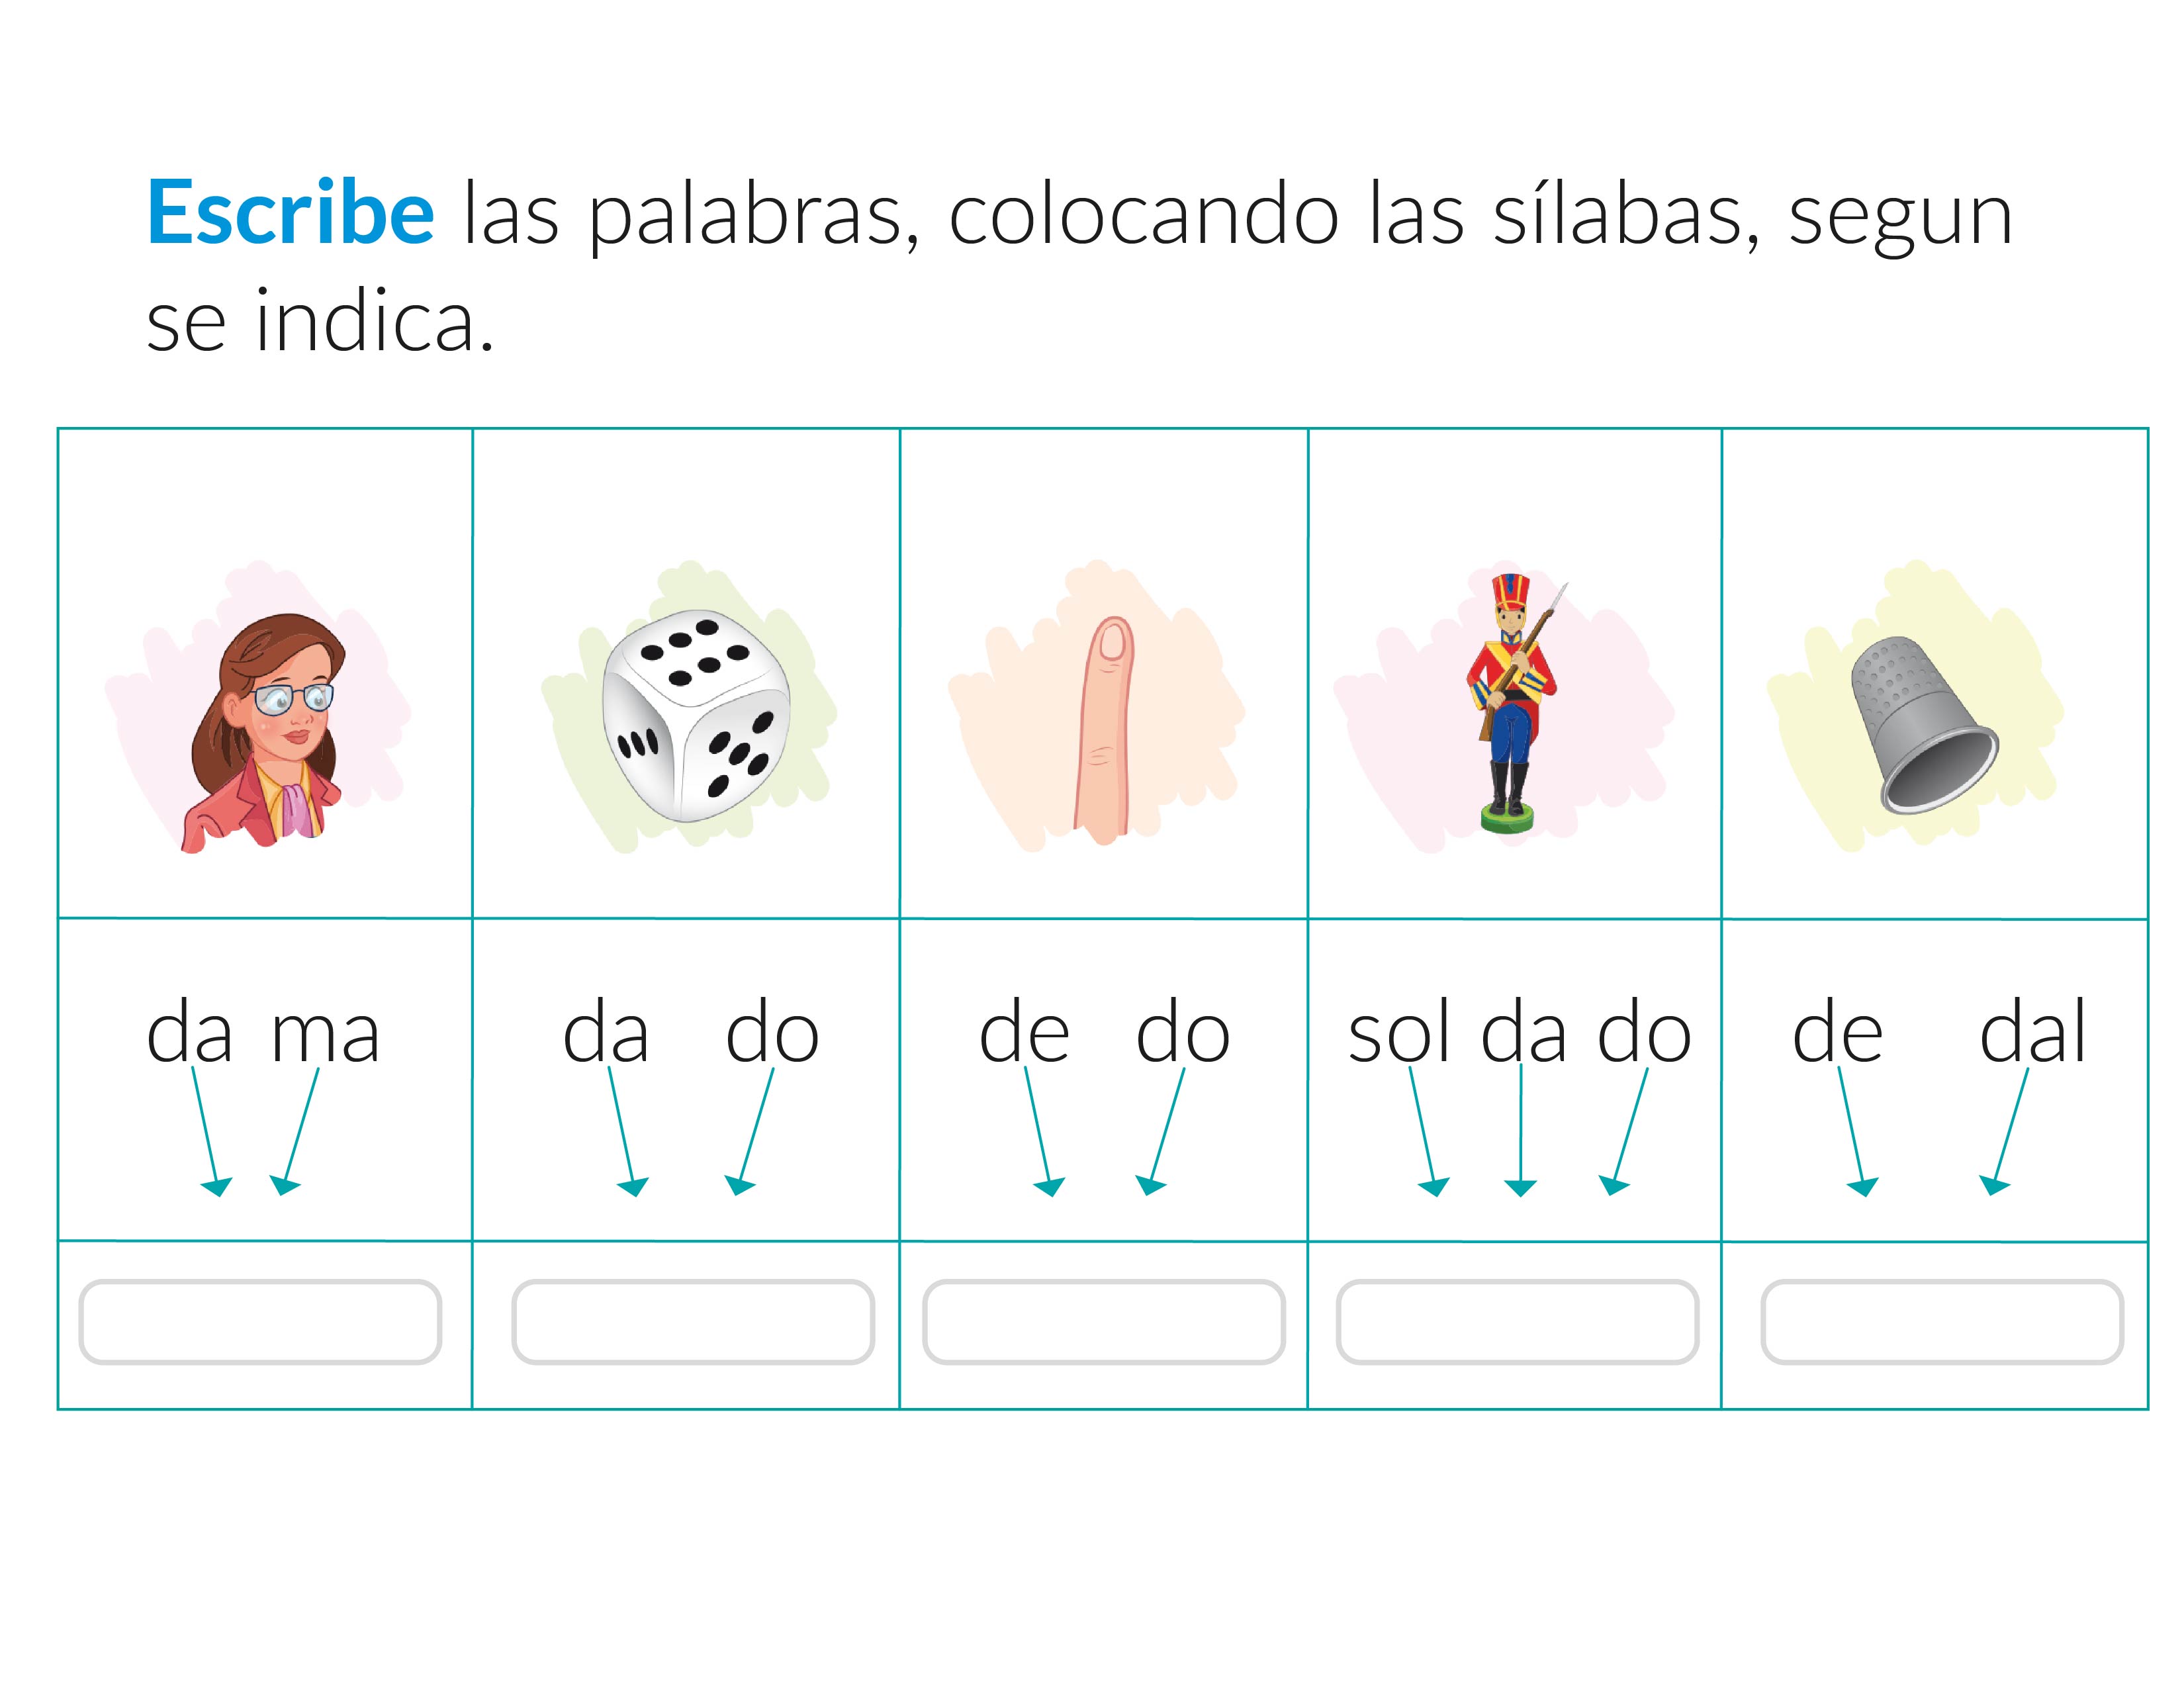 Escribe las palabras, colocando las sílabas, segun
se indica.
da ma da do de do sol da do de dal